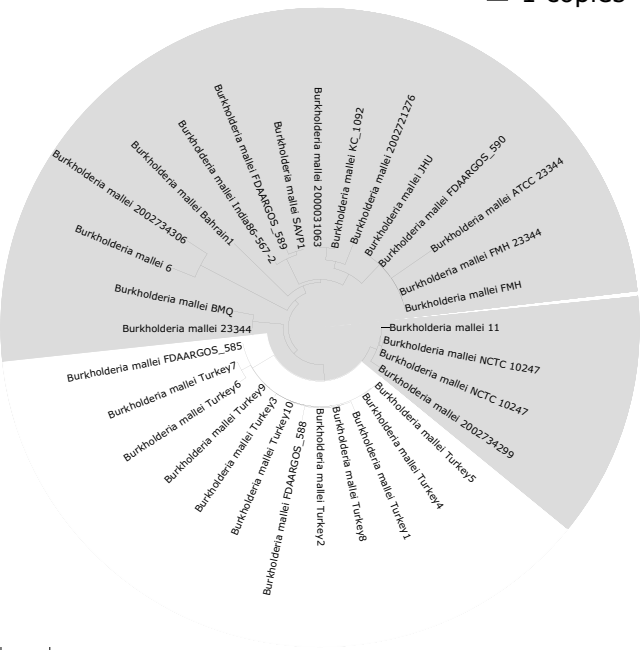 1 copies
Burkholderia mallei 2000031063
Burkholderia mallei KC_1092
Burkholderia mallei 2002721276
Burkholderia mallei JHU
Burkholderia mallei FDAARGOS_590
Burkholderia mallei ATCC 23344
Burkholderia mallei FMH 23344
Burkholderia mallei FMH
Burkholderia mallei 11
Burkholderia mallei NCTC 10247
Burkholderia mallei NCTC 10247
Burkholderia mallei 2002734299
Burkholderia mallei Turkey5
Burkholderia mallei Turkey4
Burkholderia mallei Turkey1
Burkholderia mallei Turkey8
Burkholderia mallei Turkey2
Burkholderia mallei FDAARGOS_588
Burkholderia mallei Turkey10
Burkholderia mallei Turkey3
Burkholderia mallei Turkey9
Burkholderia mallei Turkey6
Burkholderia mallei Turkey7
Burkholderia mallei FDAARGOS_585
Burkholderia mallei 23344
Burkholderia mallei BMQ
Burkholderia mallei 6
Burkholderia mallei 2002734306
Burkholderia mallei Bahrain1
Burkholderia mallei India86-567-2
Burkholderia mallei FDAARGOS_589
Burkholderia mallei SAVP1